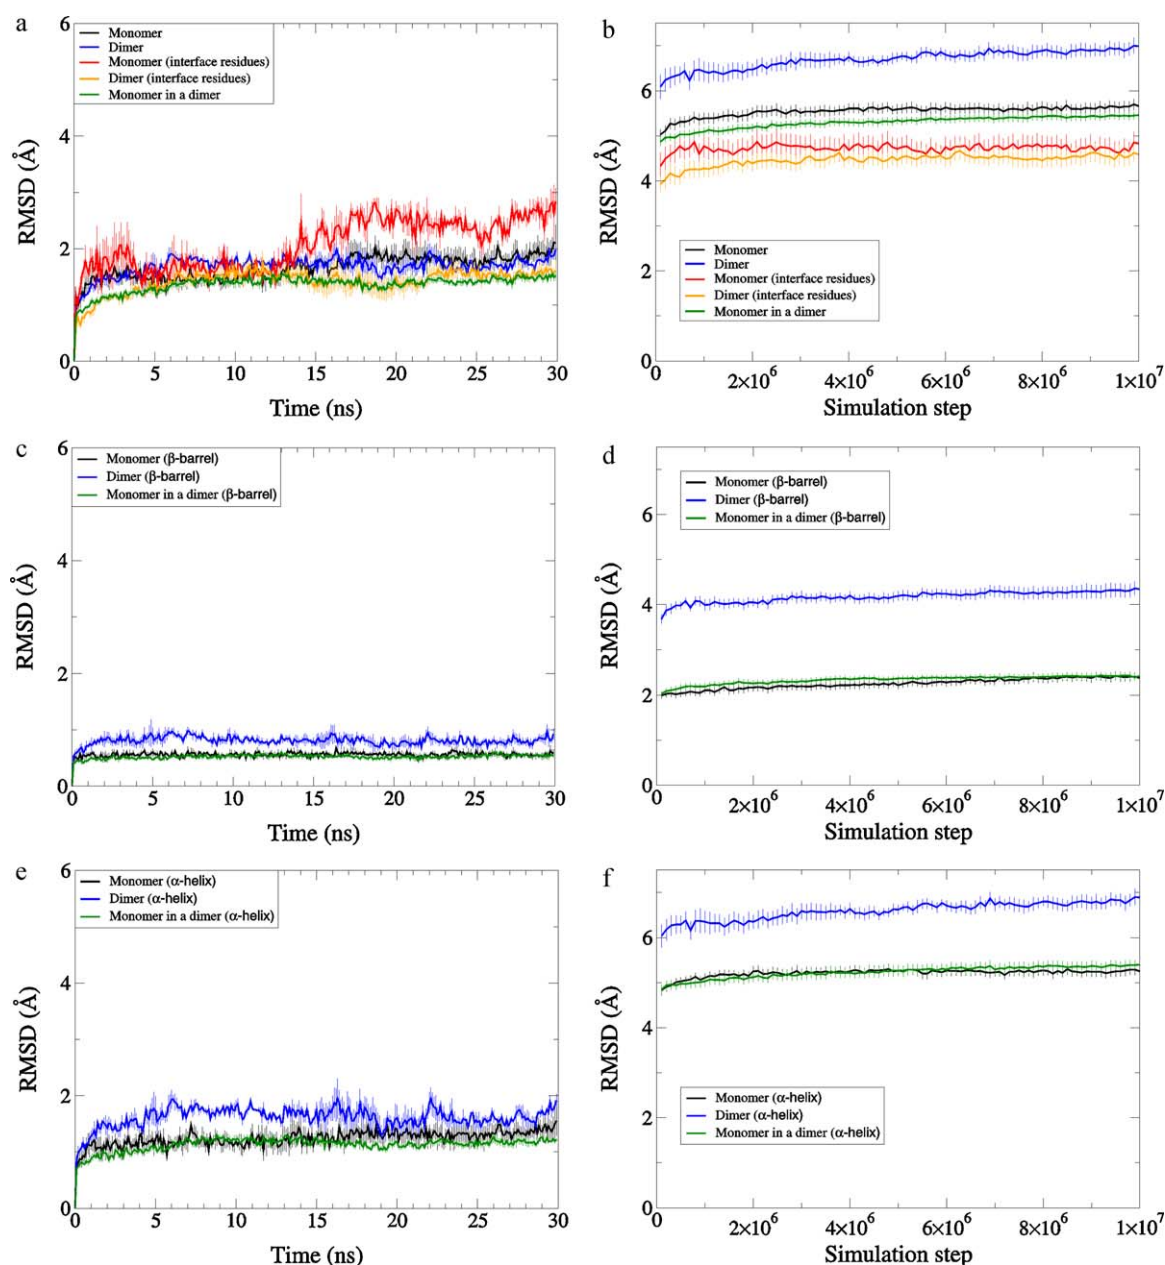 a
6
4
2
0
RMSD (Å)
Monomer
Dimer
Monomer (interface residues)
Dimer (interface residues)
Monomer in a dimer
0 5 10 15 20 25 30
Time (ns)
b
6
4
2
0
RMSD (Å)
Monomer
Dimer
Monomer (interface residues)
Dimer (interface residues)
Monomer in a dimer
0 2×10⁶ 4×10⁶ 6×10⁶ 8×10⁶ 1×10⁷
Simulation step
c
6
4
2
0
RMSD (Å)
Monomer (β-barrel)
Dimer (β-barrel)
Monomer in a dimer (β-barrel)
0 5 10 15 20 25 30
Time (ns)
d
6
4
2
0
RMSD (Å)
Monomer (β-barrel)
Dimer (β-barrel)
Monomer in a dimer (β-barrel)
0 2×10⁶ 4×10⁶ 6×10⁶ 8×10⁶ 1×10⁷
Simulation step
e
6
4
2
0
RMSD (Å)
Monomer (α-helix)
Dimer (α-helix)
Monomer in a dimer (α-helix)
0 5 10 15 20 25 30
Time (ns)
f
6
4
2
0
RMSD (Å)
Monomer (α-helix)
Dimer (α-helix)
Monomer in a dimer (α-helix)
0 2×10⁶ 4×10⁶ 6×10⁶ 8×10⁶ 1×10⁷
Simulation step